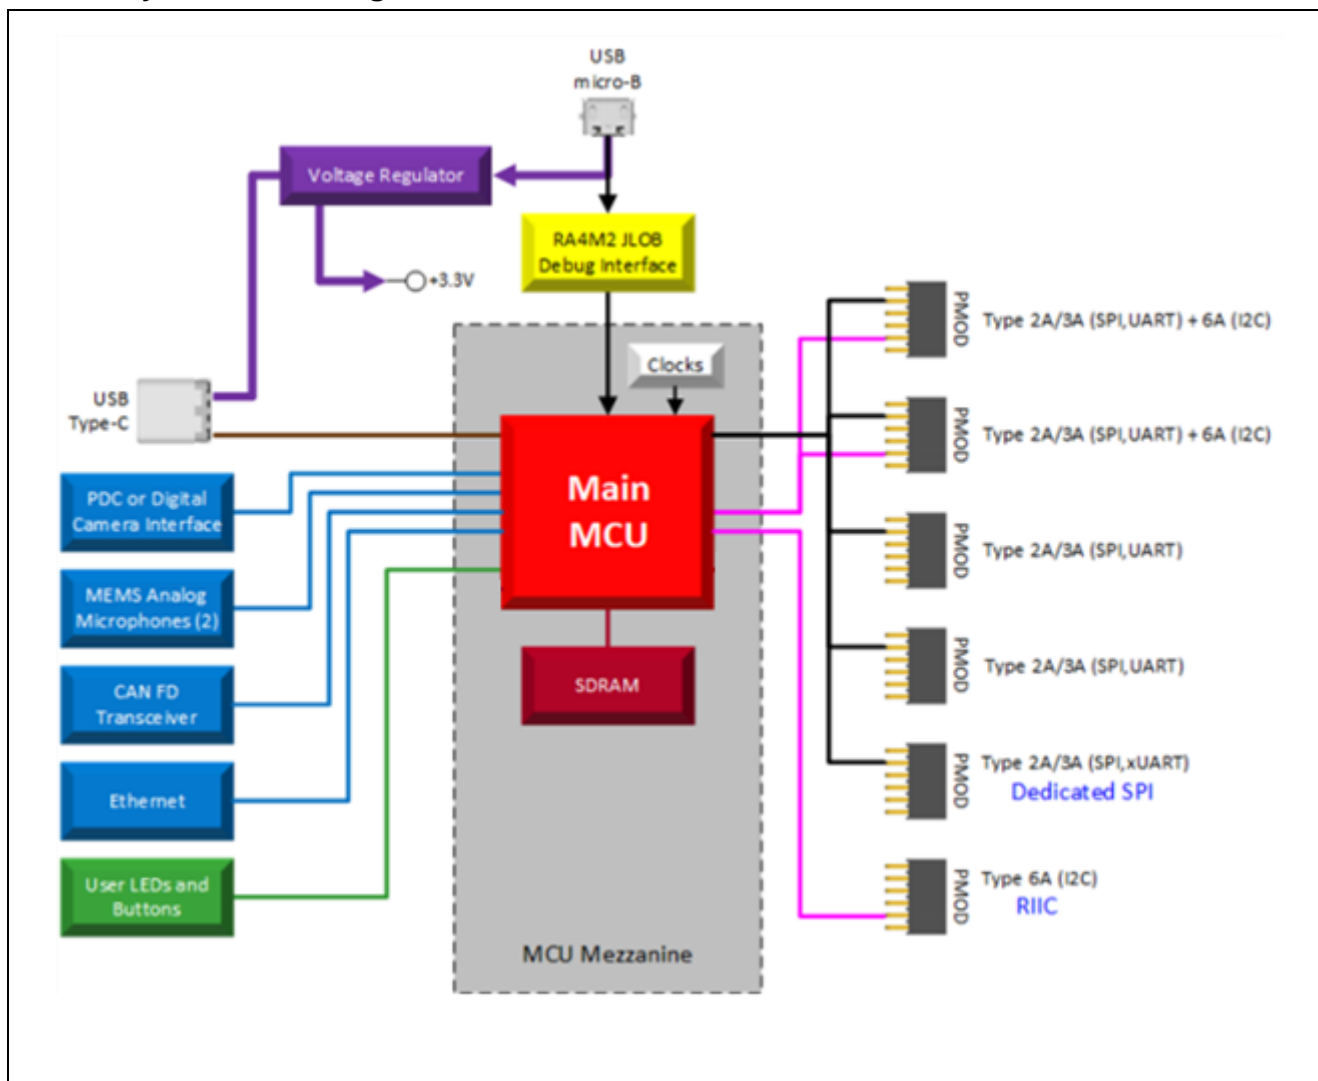 USB
micro-B
Voltage Regulator
RA4M2 JLOB
Debug Interface
+3.3V
Clocks
USB
Type-C
Main
MCU
PDC or Digital
Camera Interface
MEMS Analog
Microphones (2)
CAN FD
Transceiver
Ethernet
User LEDs and
Buttons
SDRAM
MCU Mezzanine
PMOD
Type 2A/3A (SPI,UART) + 6A (I2C)
PMOD
Type 2A/3A (SPI,UART) + 6A (I2C)
PMOD
Type 2A/3A (SPI,UART)
PMOD
Type 2A/3A (SPI,UART)
PMOD
Type 2A/3A (SPI,xUART)
Dedicated SPI
PMOD
Type 6A (I2C)
RIIC